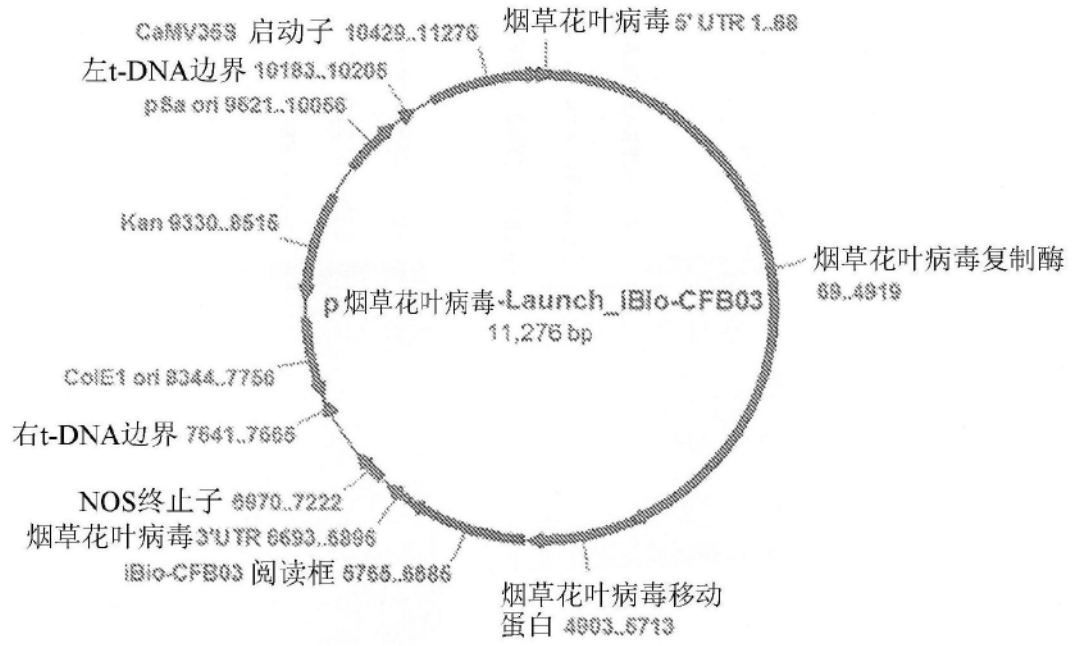 CaMV35S 启动子 10429..11276
烟草花叶病毒 5' UTR 1..68
左t-DNA边界 10183..10205
pSa ori 9621..10056
Kan 9330..8515
烟草花叶病毒复制酶
69..4919
p烟草花叶病毒-Launch_iBio-CFB03
11,276 bp
ColE1 ori 8344..7756
右t-DNA边界 7641..7665
NOS终止子 6970..7222
烟草花叶病毒3'UTR 6693..6896
iBio-CFB03 阅读框 5765..6685
烟草花叶病毒移动
蛋白 4903..5713